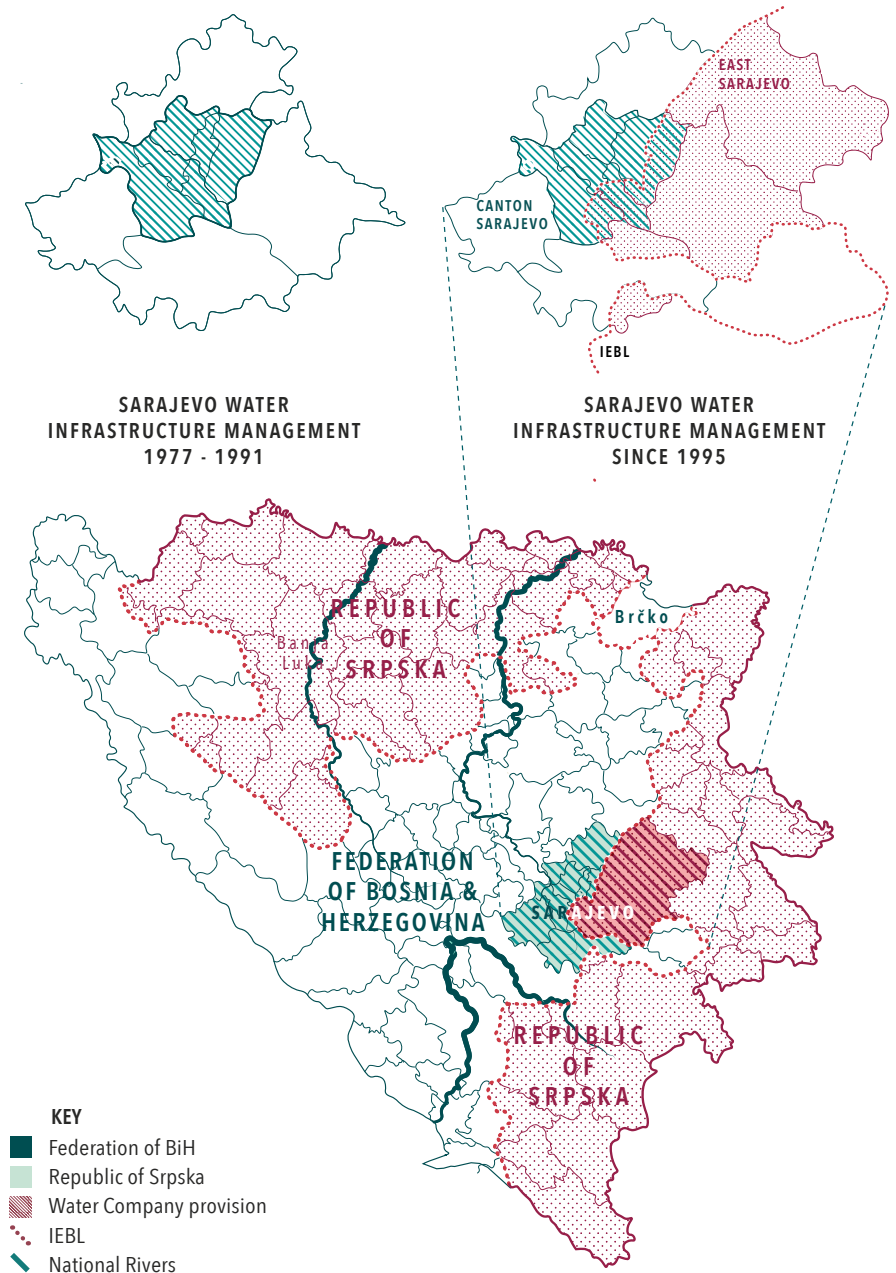 EAST
SARAJEVO
CANTON
SARAJEVO
IEBL
SARAJEVO WATER
INFRASTRUCTURE MANAGEMENT
1977 - 1991
SARAJEVO WATER
INFRASTRUCTURE MANAGEMENT
SINCE 1995
REPUBLIC
OF
SRPSKA
Banja
Luka
Brčko
FEDERATION
OF BOSNIA &
HERZEGOVINA
SARAJEVO
REPUBLIC
OF
SRPSKA
KEY
Federation of BiH
Republic of Srpska
Water Company provision
IEBL
National Rivers